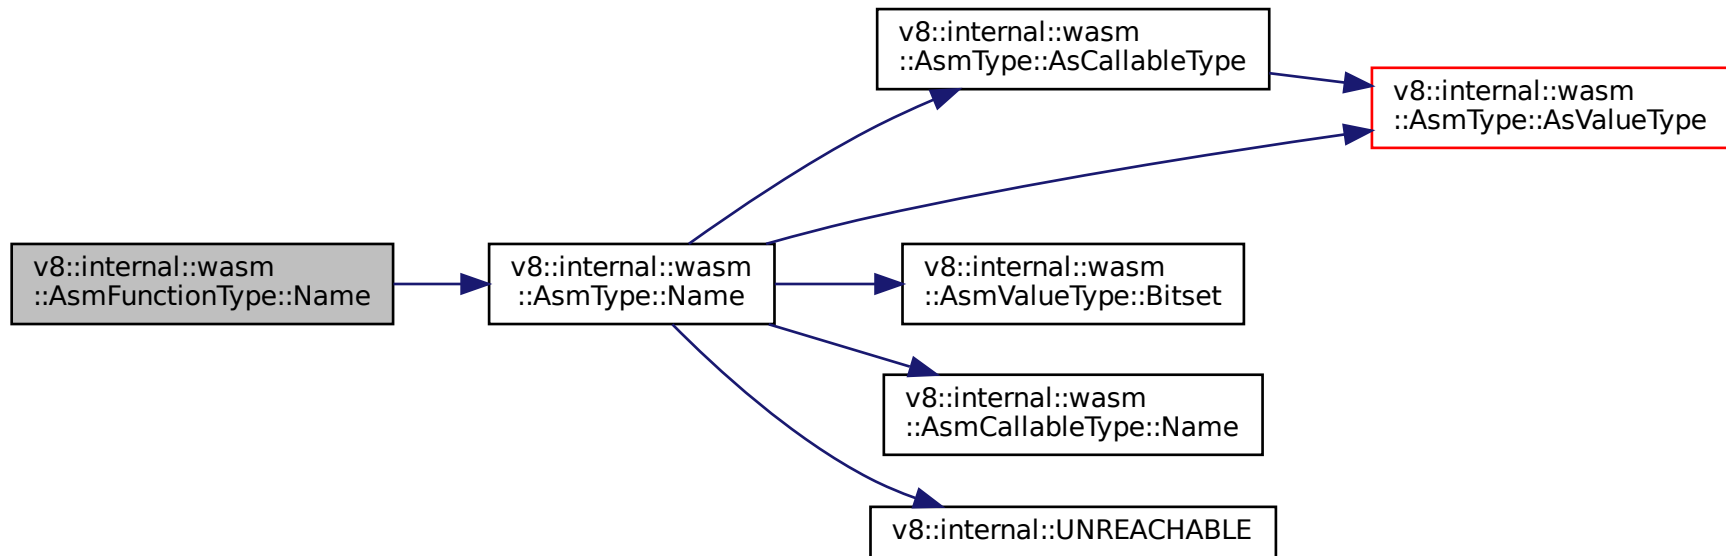 v8::internal::wasm
::AsmFunctionType::Name
v8::internal::wasm
::AsmType::Name
v8::internal::wasm
::AsmType::AsCallableType
v8::internal::wasm
::AsmType::AsValueType
v8::internal::wasm
::AsmValueType::Bitset
v8::internal::wasm
::AsmCallableType::Name
v8::internal::UNREACHABLE